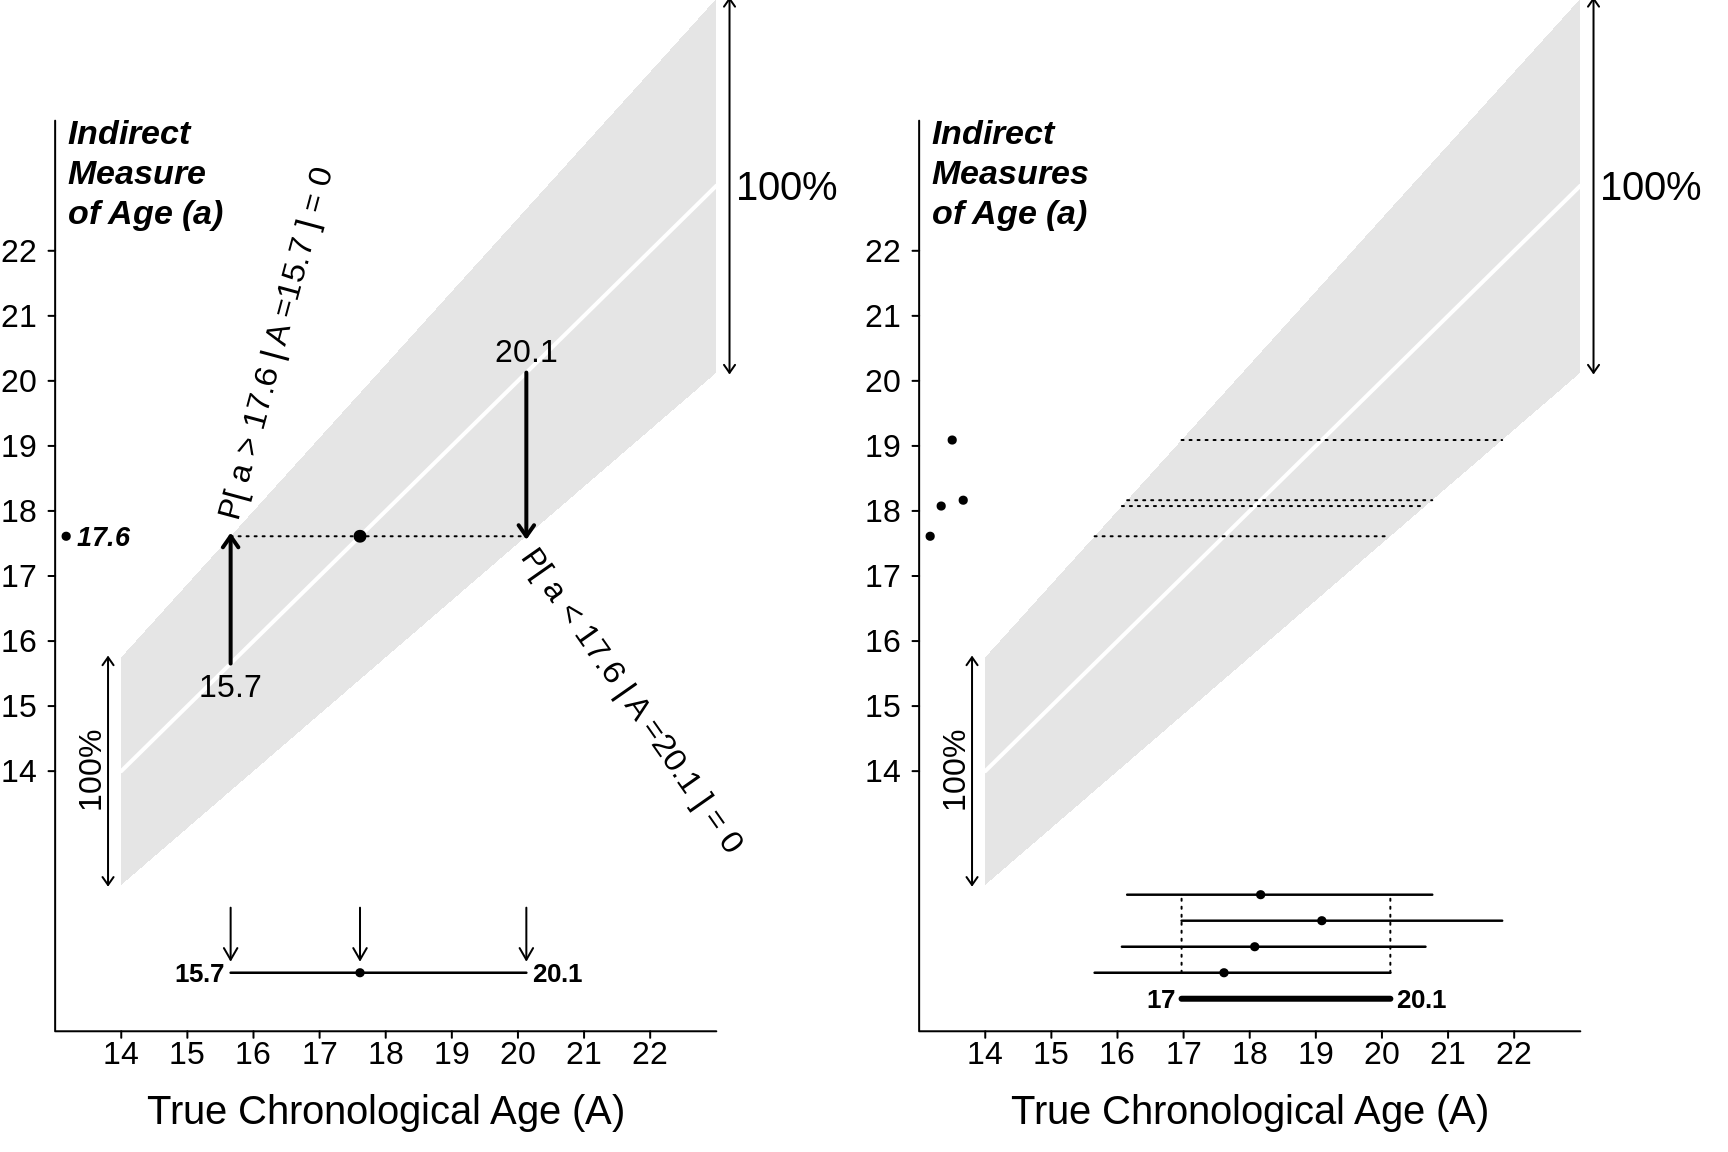 Indirect
Measure
of Age (a)
22
21
20
19
18
17
16
15
14
17.6
P[ a > 17.6 | A =15.7 ] = 0
20.1
15.7
P[ a < 17.6 | A =20.1 ] = 0
100%
100%
15.7
20.1
14 15 16 17 18 19 20 21 22
True Chronological Age (A)
Indirect
Measures
of Age (a)
22
21
20
19
18
17
16
15
14
100%
100%
17
20.1
14 15 16 17 18 19 20 21 22
True Chronological Age (A)